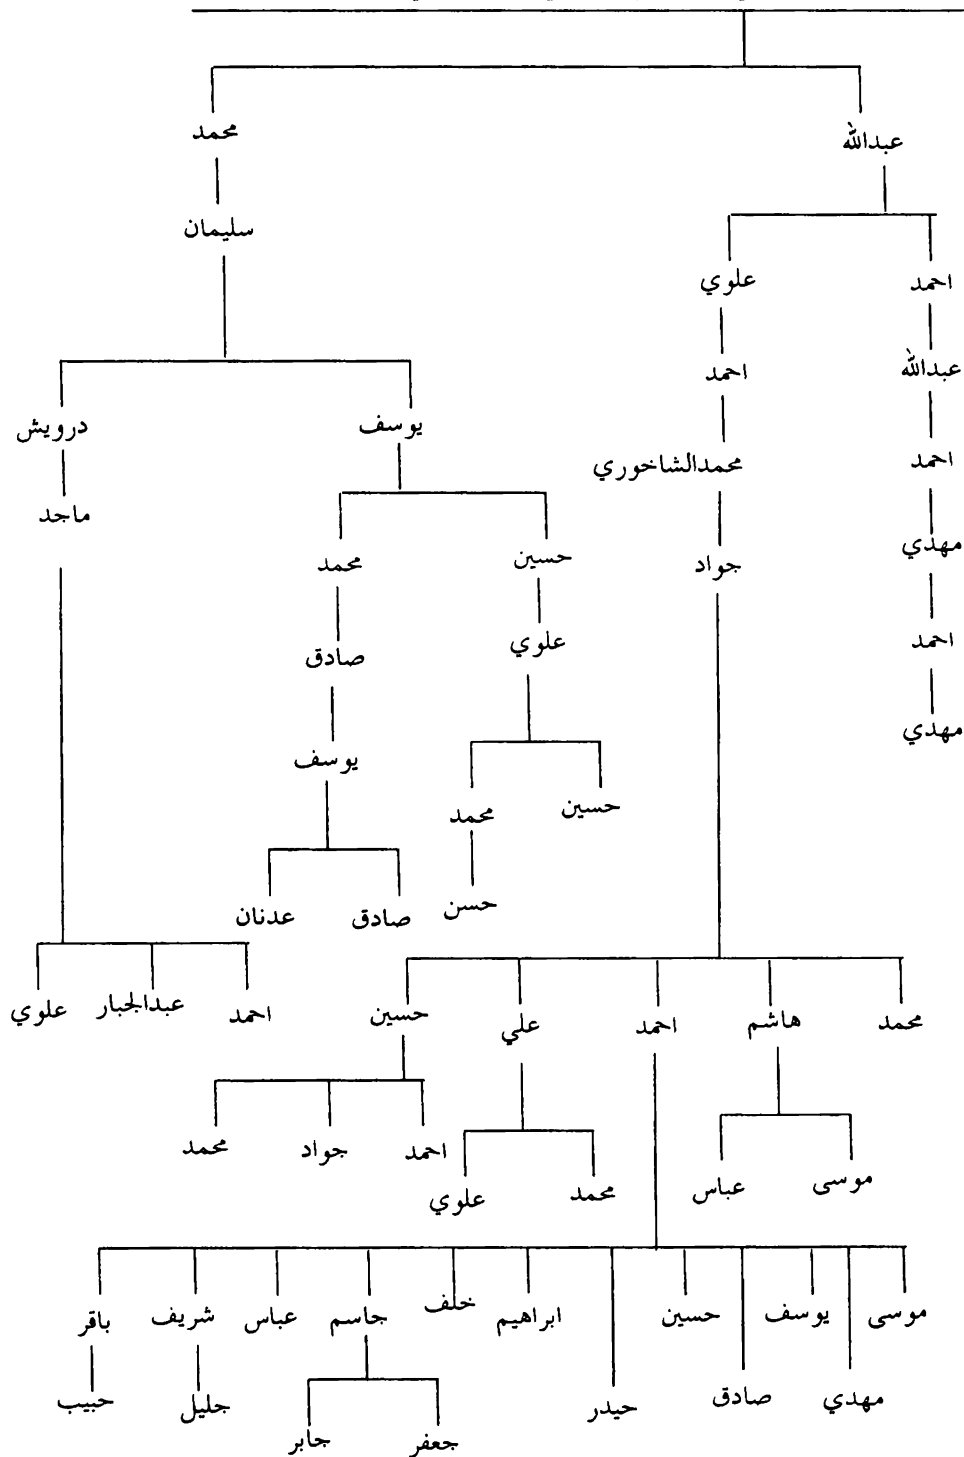 عبدالله
محمد
سليمان
احمد
علوي
عبدالله
احمد
يوسف
درويش
احمد
محمدالشاخوري
ماجد
مهدي
جواد
حسين
محمد
احمد
علوي
صادق
مهدي
يوسف
حسين
محمد
حسن
صادق
عدنان
احمد
عبدالجبار
علوي
محمد
هاشم
احمد
علي
حسين
احمد
جواد
محمد
موسى
عباس
محمد
علوي
موسى
يوسف
حسين
ابراهيم
خلف
جاسم
عباس
شريف
باقر
مهدي
صادق
حيدر
جليل
حبيب
جعفر
جابر